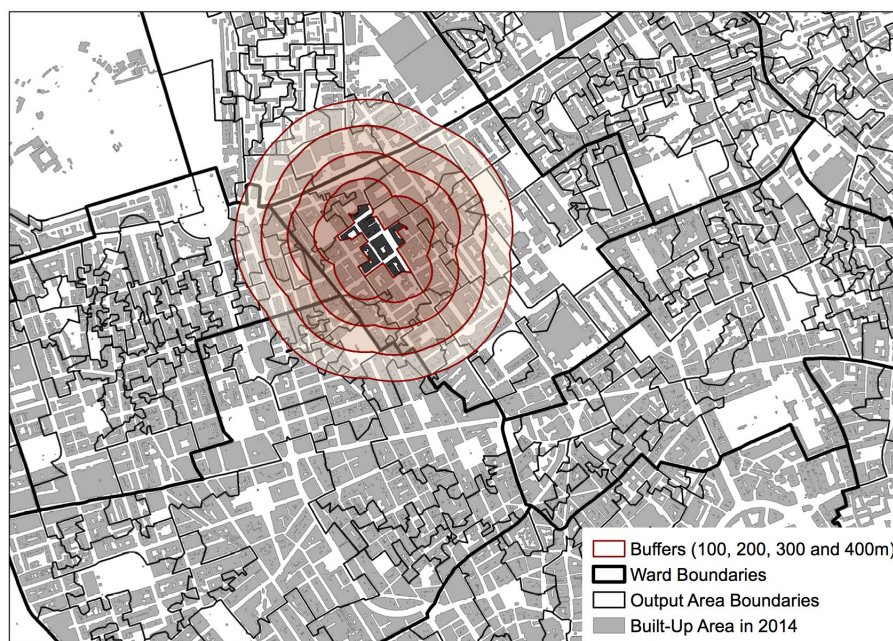 Buffers (100, 200, 300 and 400m)
Ward Boundaries
Output Area Boundaries
Built-Up Area in 2014